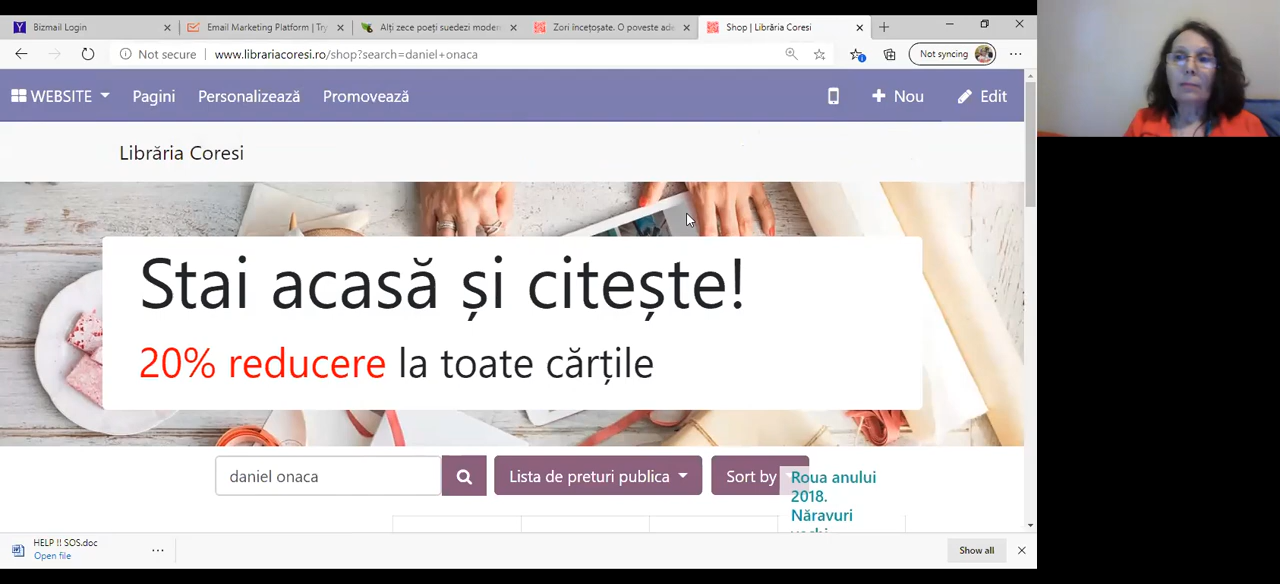 Bizmail Login
Email Marketing Platform | Try
Alți zece poeți suedezi modern
Zori încețoșate. O poveste ade
Shop | Librăria Coresi
Not secure
www.librariacoresi.ro/shop?search=daniel+onaca
Not syncing
WEBSITE
Pagini
Personalizează
Promovează
Nou
Edit
Librăria Coresi
Stai acasă și citește!
20% reducere la toate cărțile
daniel onaca
Lista de preturi publica
Sort by
Roua anului
2018.
Năravuri
vechi
HELP !! SOS.doc
Open file
Show all